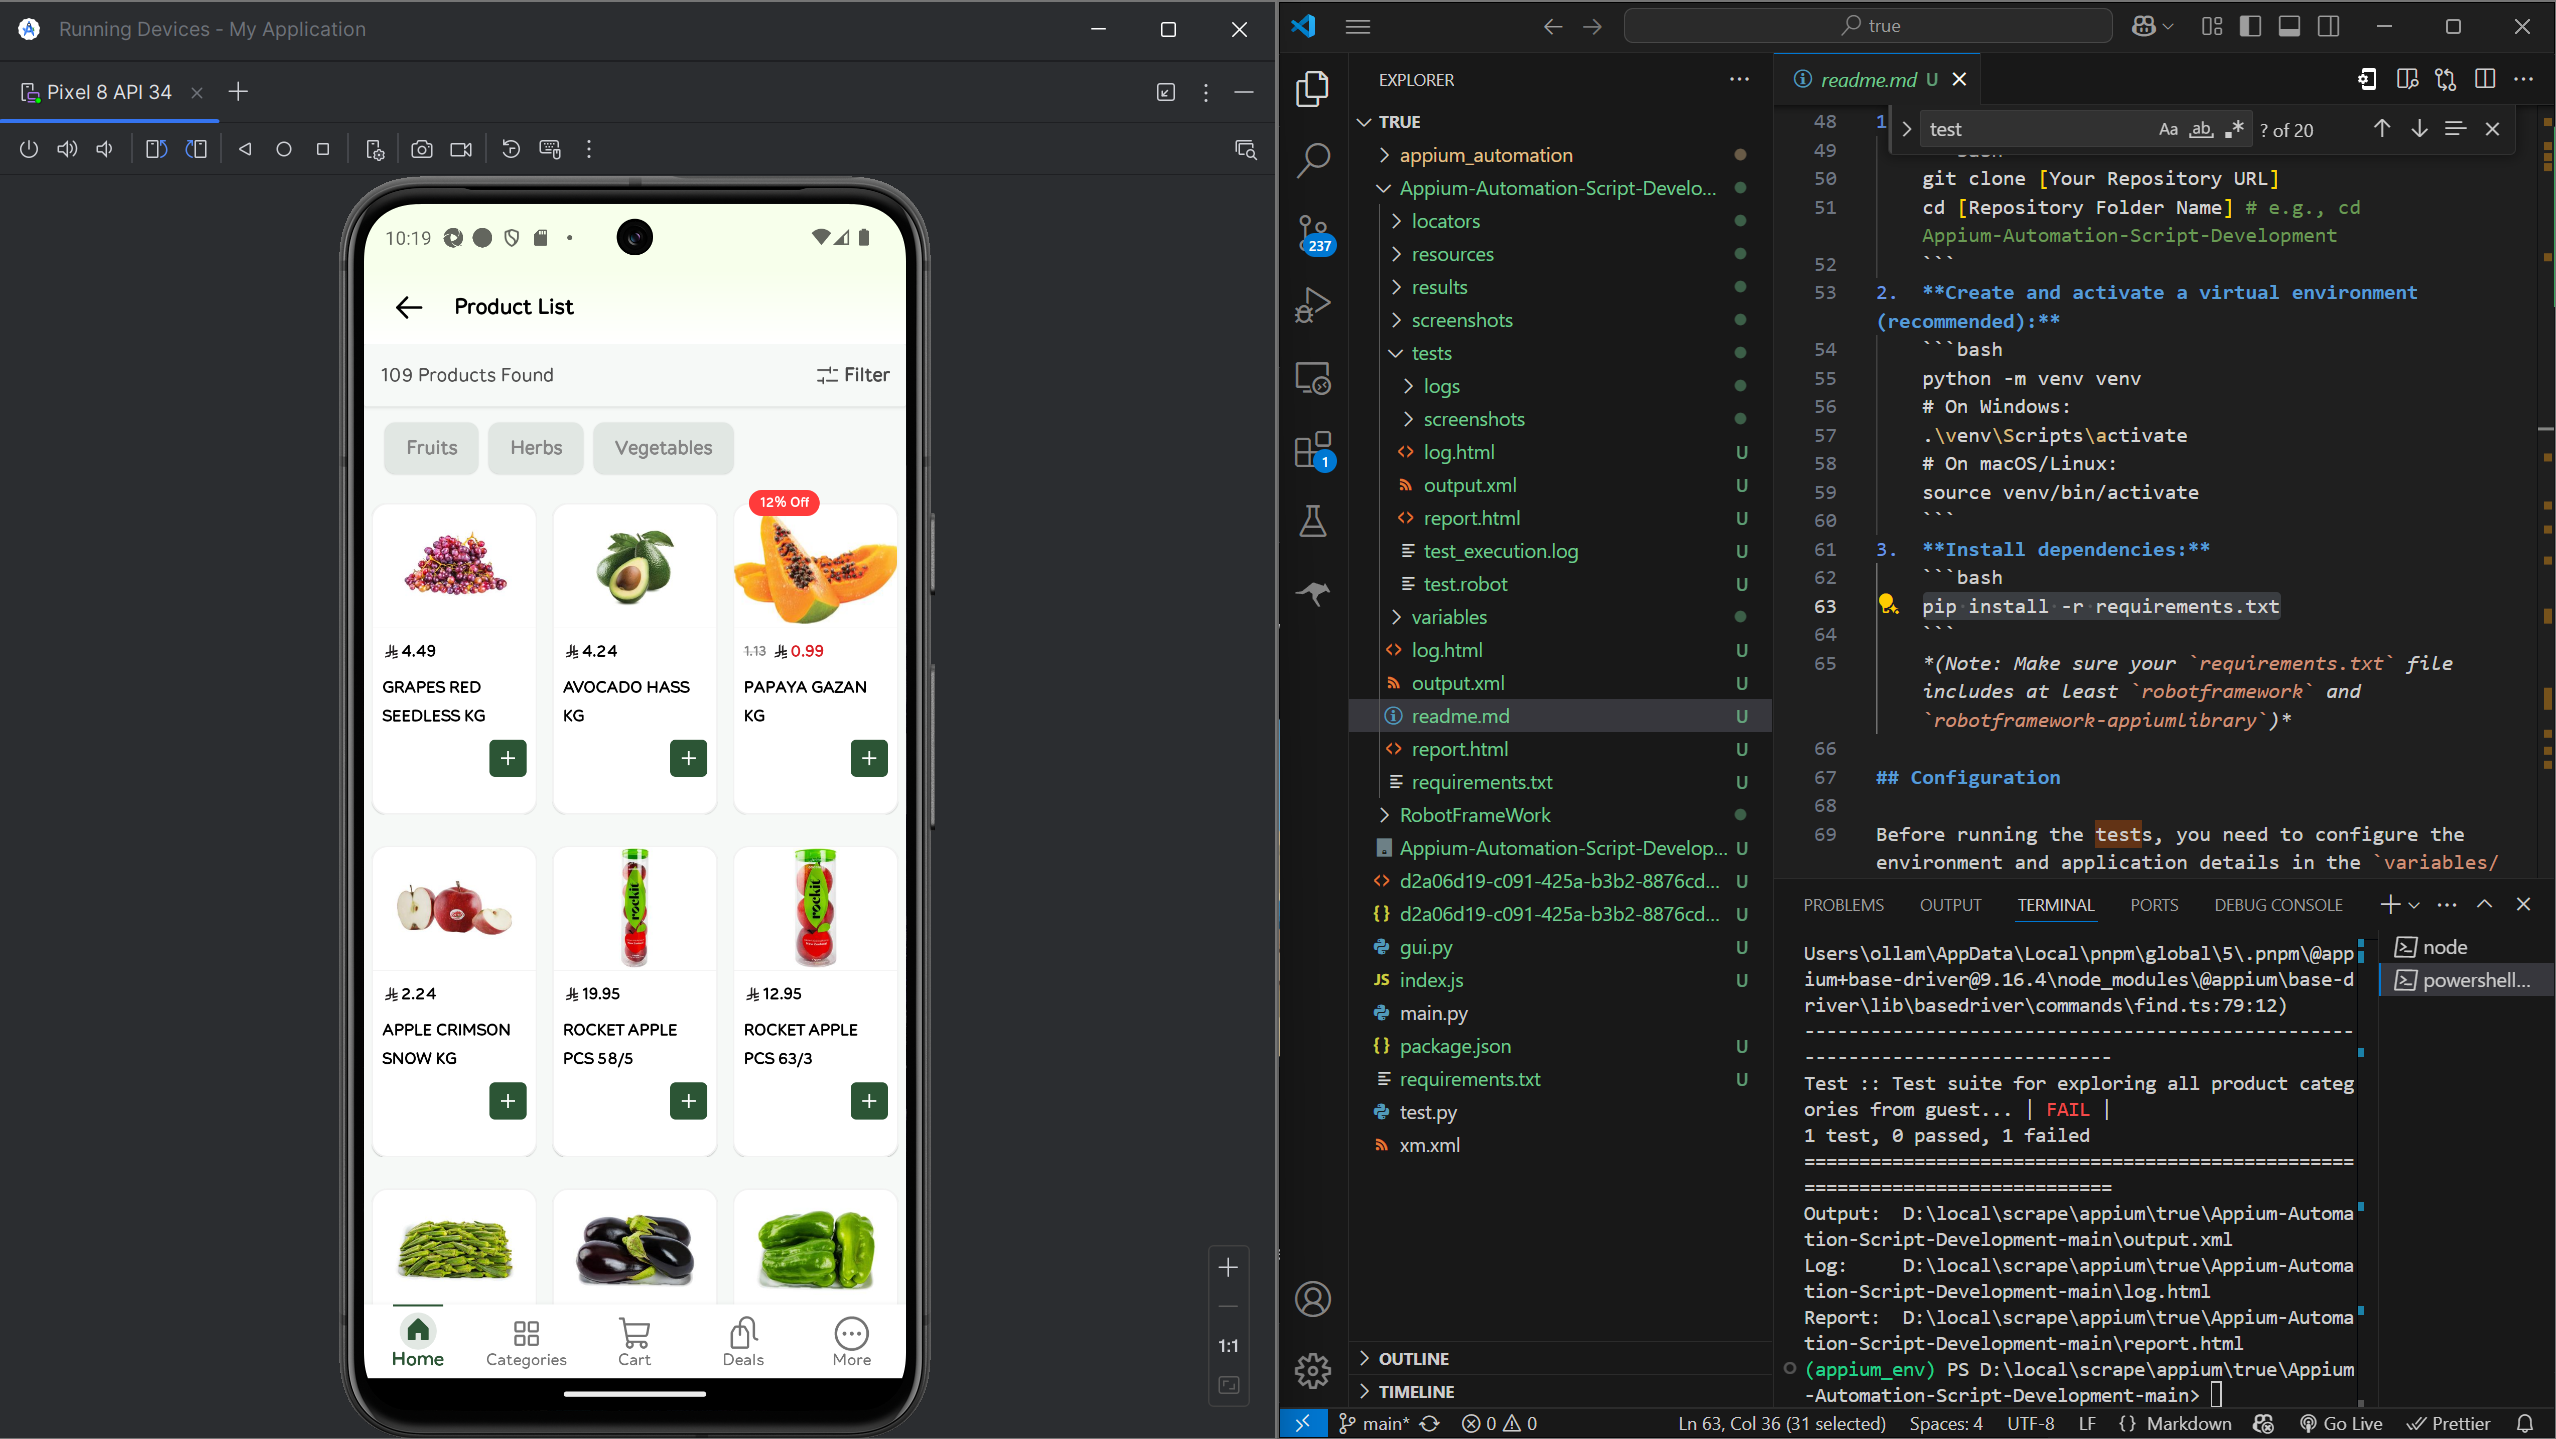 Running Devices - My Application
Pixel 8 API 34
10:19
Product List
109 Products Found
Filter
Fruits
Herbs
Vegetables
12% Off
4.49
4.24
1.13 0.99
GRAPES RED
SEEDLESS KG
AVOCADO HASS
KG
PAPAYA GAZAN
KG
2.24
19.95
12.95
APPLE CRIMSON
SNOW KG
ROCKET APPLE
PCS 58/5
ROCKET APPLE
PCS 63/3
Home
Categories
Cart
Deals
More
1:1
true
EXPLORER
TRUE
appium_automation
Appium-Automation-Script-Develo...
locators
resources
results
screenshots
tests
logs
screenshots
log.html U
output.xml U
report.html U
test_execution.log U
test.robot U
variables
log.html U
output.xml U
readme.md U
report.html U
requirements.txt U
RobotFrameWork
Appium-Automation-Script-Develop... U
d2a06d19-c091-425a-b3b2-8876cd... U
d2a06d19-c091-425a-b3b2-8876cd... U
gui.py U
JS index.js U
main.py
package.json U
requirements.txt U
test.py
xm.xml
OUTLINE
TIMELINE
237
1
readme.md U
test
Aa ab
? of 20
48 1
49
50 git clone [Your Repository URL]
51 cd [Repository Folder Name] # e.g., cd
Appium-Automation-Script-Development
52 ```
53 2. **Create and activate a virtual environment
(recommended):**
54 ```bash
55 python -m venv venv
56 # On Windows:
57 .\venv\Scripts\activate
58 # On macOS/Linux:
59 source venv/bin/activate
60 ```
61 3. **Install dependencies:**
62 ```bash
63 pip install -r requirements.txt
64 ```
65 *(Note: Make sure your `requirements.txt` file
includes at least `robotframework` and
`robotframework-appiumlibrary`)*
66
67 ## Configuration
68
69 Before running the tests, you need to configure the
environment and application details in the `variables/
PROBLEMS
OUTPUT
TERMINAL
PORTS
DEBUG CONSOLE
node
powershell...
Users\ollam\AppData\Local\pnpm\global\5\.pnpm\@app
ium+base-driver@9.16.4\node_modules\@appium\base-d
river\lib\basedriver\commands\find.ts:79:12)
--------------------------------------------------
----------------------------
Test :: Test suite for exploring all product categ
ories from guest... | FAIL |
1 test, 0 passed, 1 failed
==================================================
============================
Output:  D:\local\scrape\appium\true\Appium-Automa
tion-Script-Development-main\output.xml
Log:     D:\local\scrape\appium\true\Appium-Automa
tion-Script-Development-main\log.html
Report:  D:\local\scrape\appium\true\Appium-Automa
tion-Script-Development-main\report.html
(appium_env) PS D:\local\scrape\appium\true\Appium
-Automation-Script-Development-main>
main*
0
0
Ln 63, Col 36 (31 selected)
Spaces: 4
UTF-8
LF
{} Markdown
Go Live
Prettier